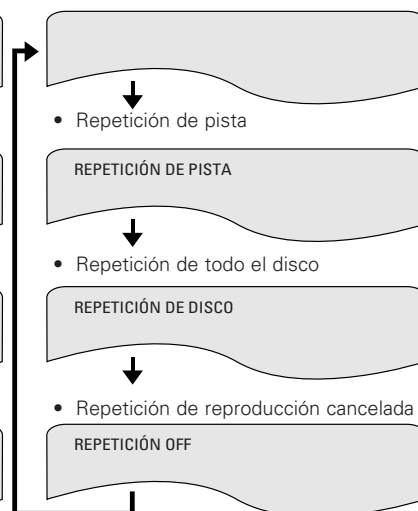 • Repetición de pista
REPETICIÓN DE PISTA
• Repetición de todo el disco
REPETICIÓN DE DISCO
• Repetición de reproducción cancelada
REPETICIÓN OFF